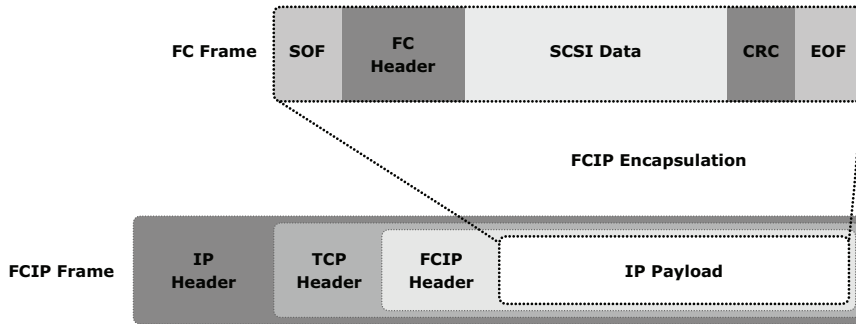 FC Frame
SOF
FC
Header
SCSI Data
CRC
EOF
FCIP Encapsulation
FCIP Frame
IP
Header
TCP
Header
FCIP
Header
IP Payload